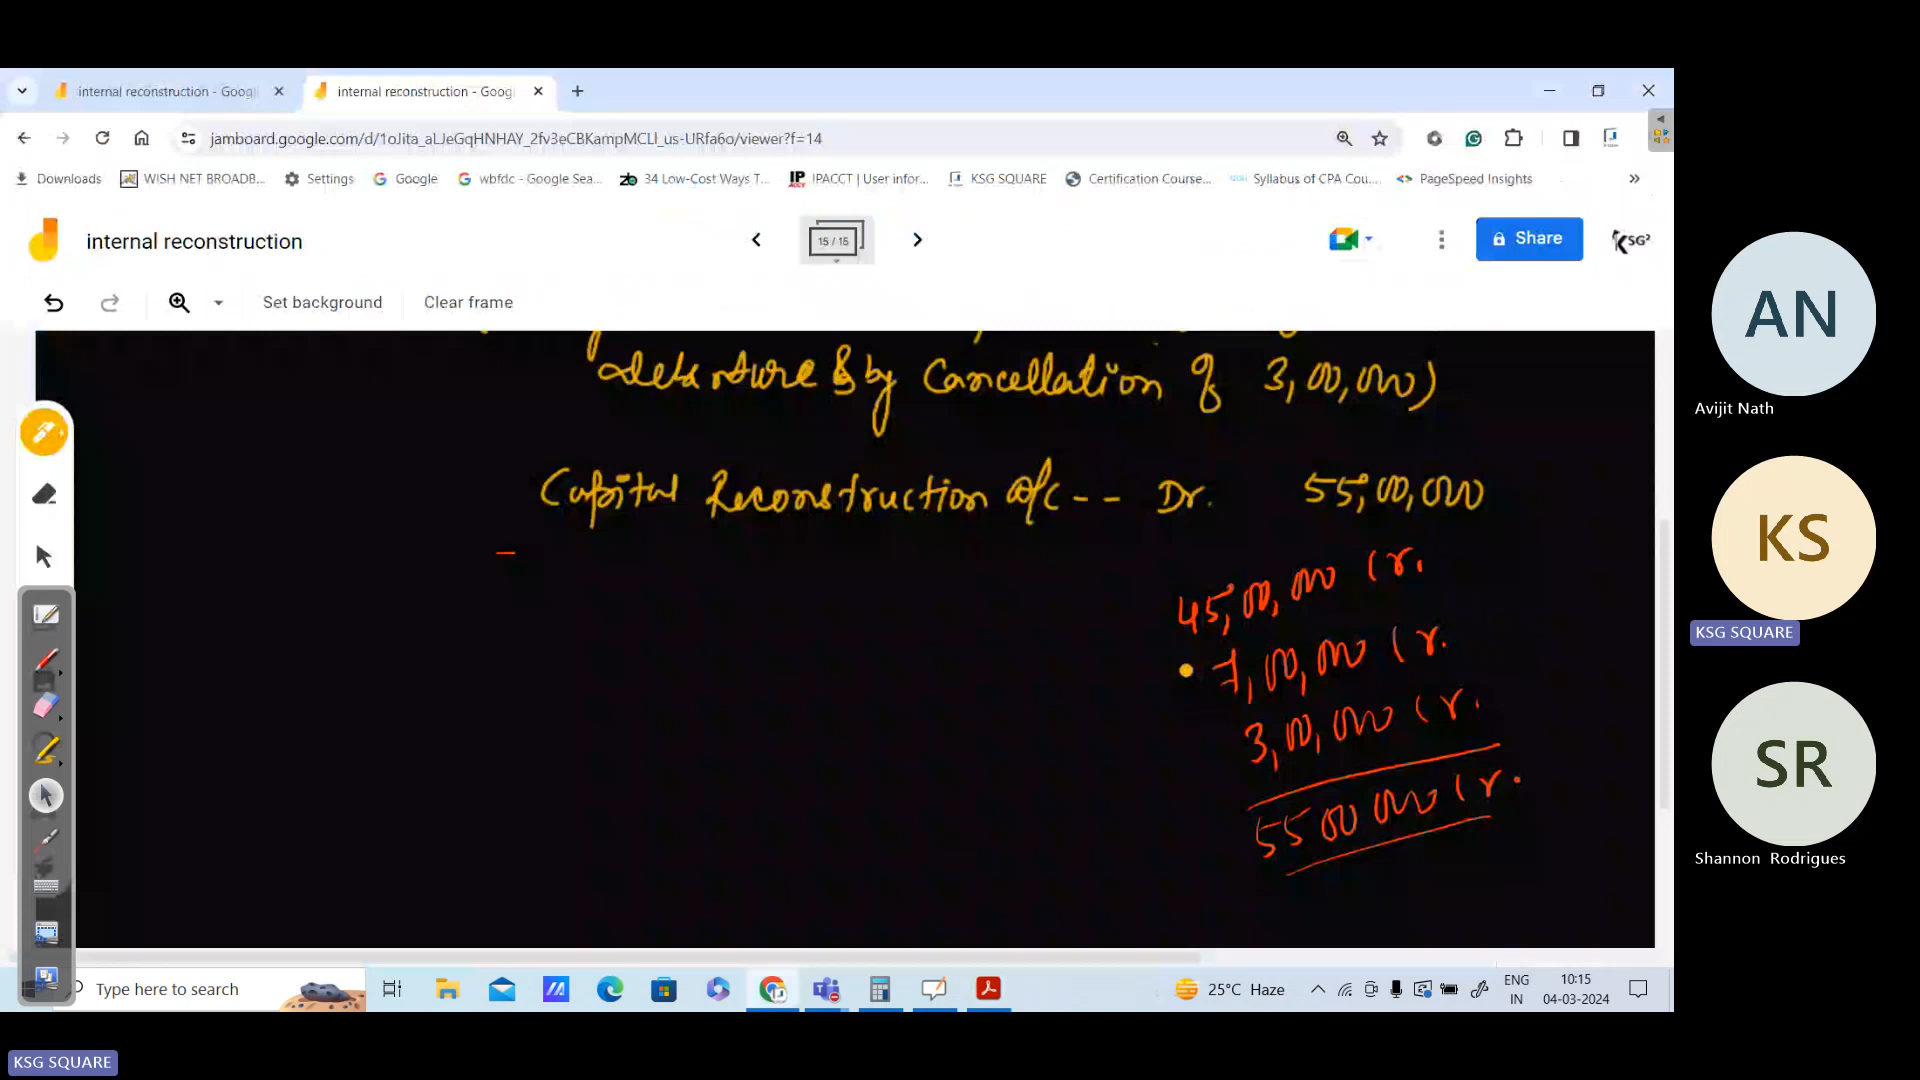 internal reconstruction - Googl
internal reconstruction - Goog
jamboard.google.com/d/1oJita_aLJeGqHNHAY_2fv3eCBKampMCLl_us-URfa6o/viewer?f=14
Downloads
WISH NET BROADB...
Settings
Google
wbfdc - Google Sea...
34 Low-Cost Ways T...
IPACCT | User infor...
KSG SQUARE
Certification Course...
Syllabus of CPA Cou...
PageSpeed Insights
internal reconstruction
15 / 15
Share
KSG²
Set background
Clear frame
debenture & by Cancellation of 3,00,000)
Capital Reconstruction A/c -- Dr. 55,00,000
45,00,000 Cr.
7,00,000 Cr.
3,00,000 Cr.
5500000 Cr.
AN
Avijit Nath
KS
KSG SQUARE
SR
Shannon Rodrigues
Type here to search
25°C Haze
ENG
IN
10:15
04-03-2024
KSG SQUARE